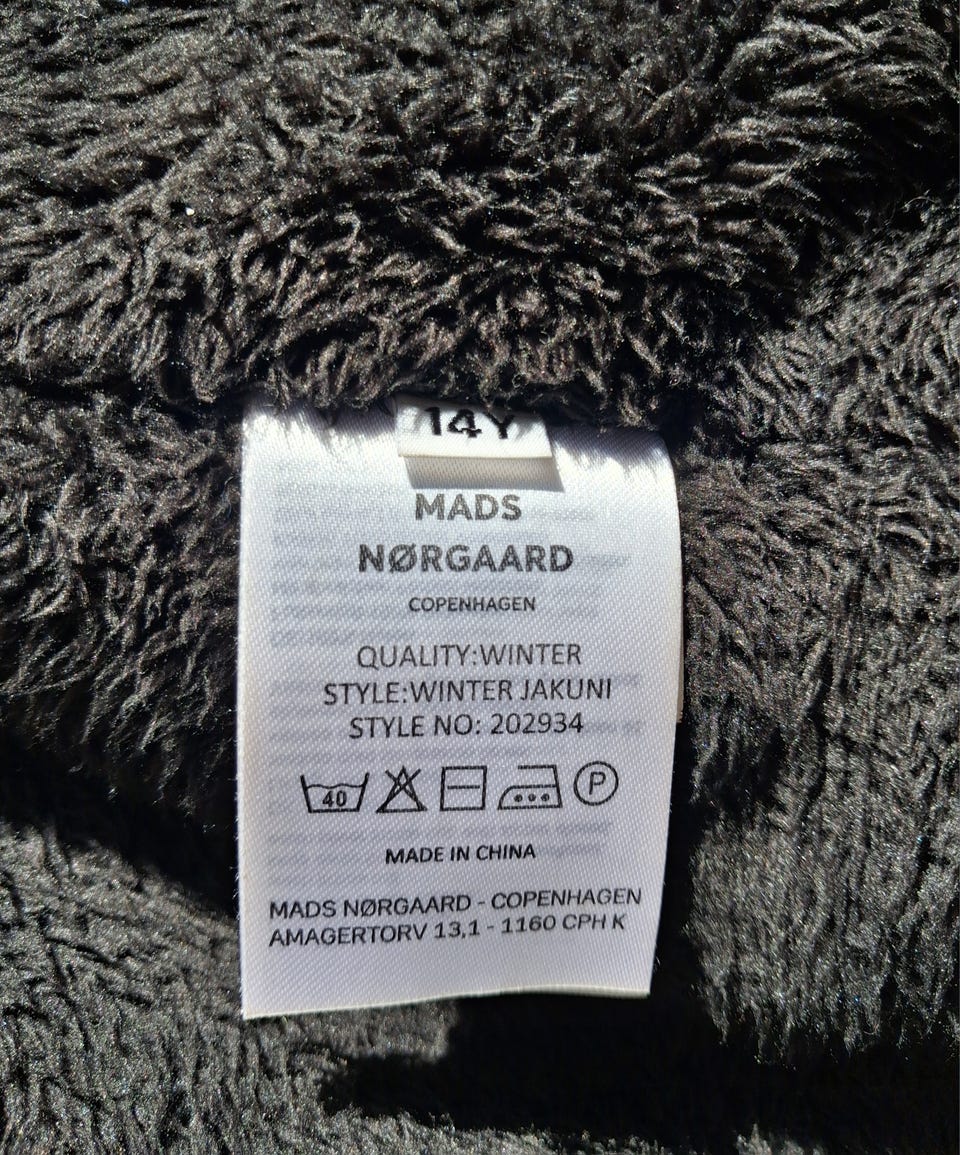 14Y
MADS
NØRGAARD
COPENHAGEN
QUALITY:WINTER
STYLE:WINTER JAKUNI
STYLE NO: 202934
40 P
MADE IN CHINA
MADS NØRGAARD - COPENHAGEN
AMAGERTORV 13,1 - 1160 CPH K